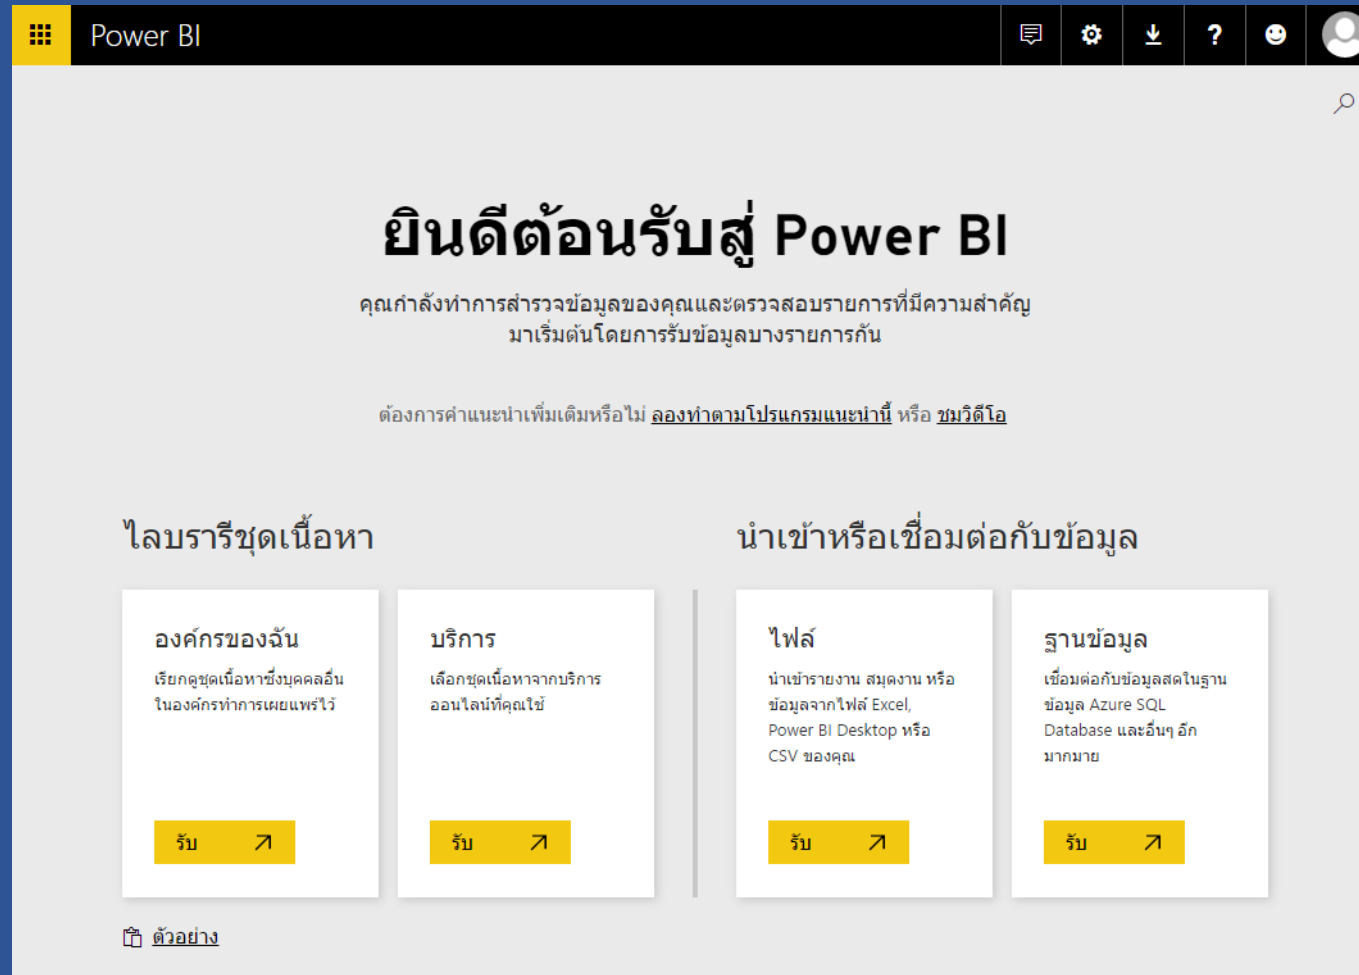 Power BI
ยินดีต้อนรับสู่ Power BI
คุณกำลังทำการสำรวจข้อมูลของคุณและตรวจสอบรายการที่มีความสำคัญ
มาเริ่มต้นโดยการรับข้อมูลบางรายการกัน
ต้องการคำแนะนำเพิ่มเติมหรือไม่ ลองทำตามโปรแกรมแนะนำนี้ หรือ ชมวิดีโอ
ไลบรารีชุดเนื้อหา
องค์กรของฉัน
เรียกดูชุดเนื้อหาซึ่งบุคคลอื่น
ในองค์กรทำการเผยแพร่ไว้
รับ
บริการ
เลือกชุดเนื้อหาจากบริการ
ออนไลน์ที่คุณใช้
รับ
นำเข้าหรือเชื่อมต่อกับข้อมูล
ไฟล์
นำเข้ารายงาน สมุดงาน หรือ
ข้อมูลจากไฟล์ Excel,
Power BI Desktop หรือ
CSV ของคุณ
รับ
ฐานข้อมูล
เชื่อมต่อกับข้อมูลสดในฐาน
ข้อมูล Azure SQL
Database และอื่นๆ อีก
มากมาย
รับ
ตัวอย่าง